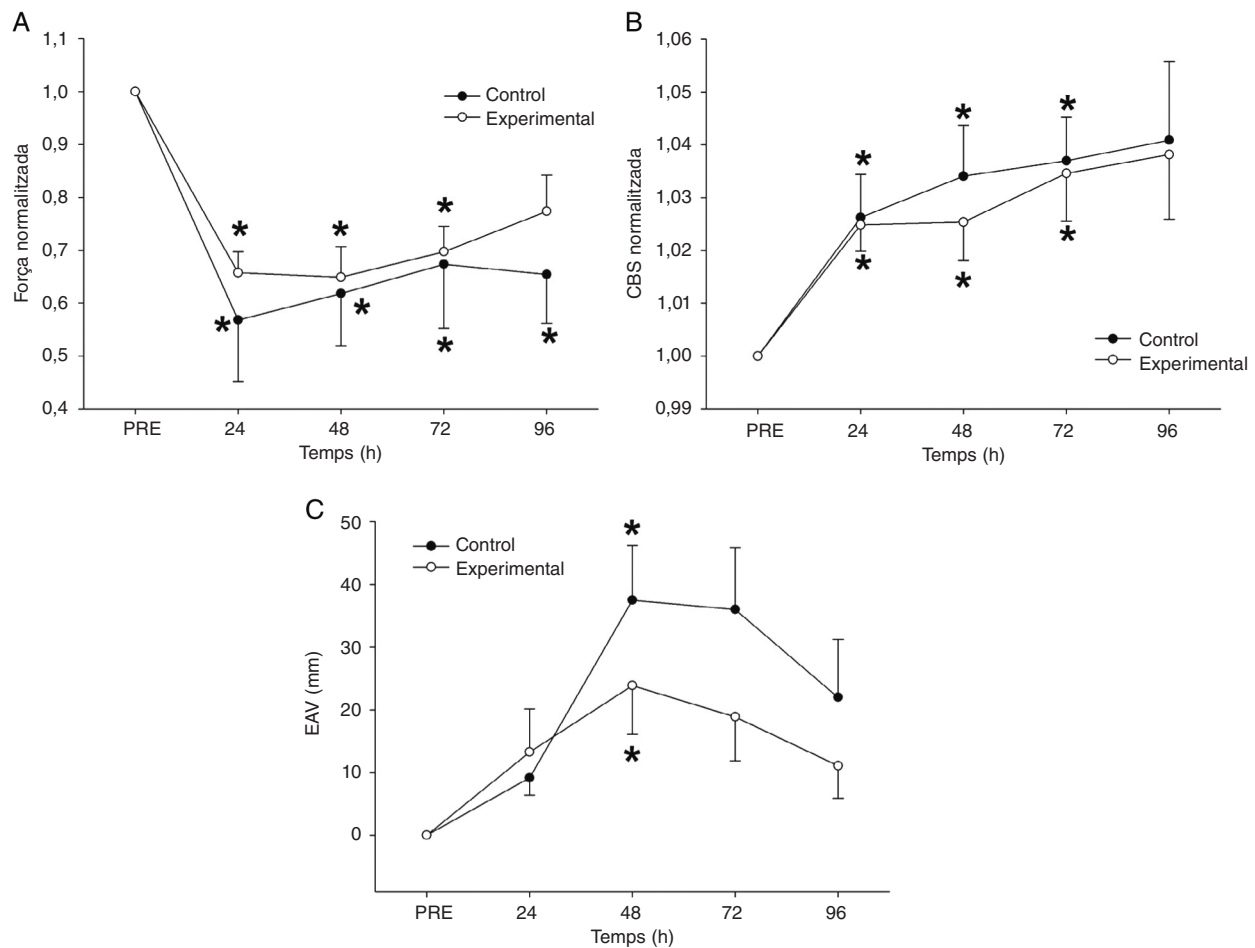 A
1,1
1,0
0,9
0,8
0,7
0,6
0,5
0,4
Força normalitzada
Control
Experimental
*
*
*
*
*
*
*
PRE 24 48 72 96
Temps (h)
B
1,06
1,05
1,04
1,03
1,02
1,01
1,00
0,99
CBS normalitzada
*
*
*
*
*
*
Control
Experimental
PRE 24 48 72 96
Temps (h)
C
50
40
30
20
10
0
EAV (mm)
Control
Experimental
*
*
PRE 24 48 72 96
Temps (h)